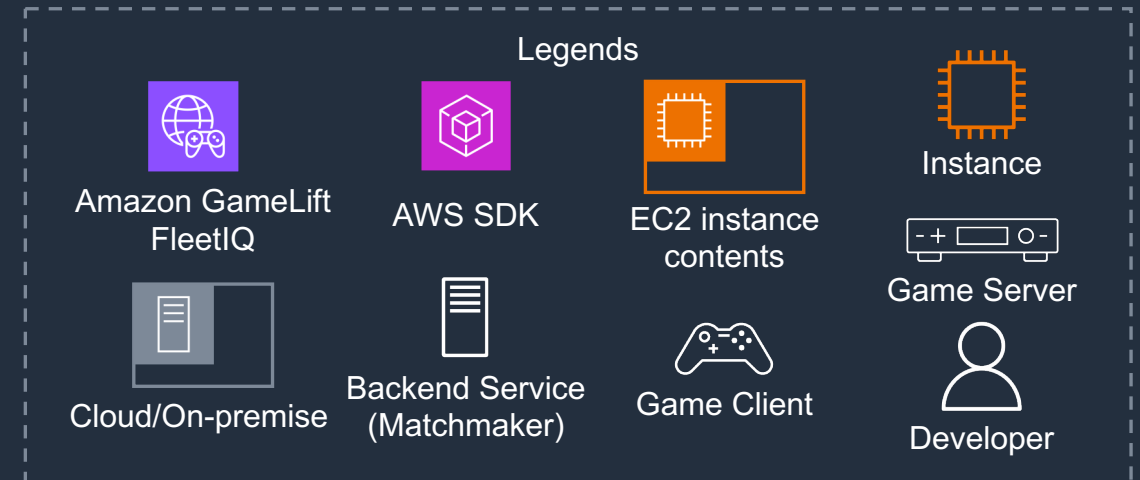 Legends
Amazon GameLift
FleetIQ
AWS SDK
EC2 instance
contents
Instance
Game Server
Cloud/On-premise
Backend Service
(Matchmaker)
Game Client
Developer